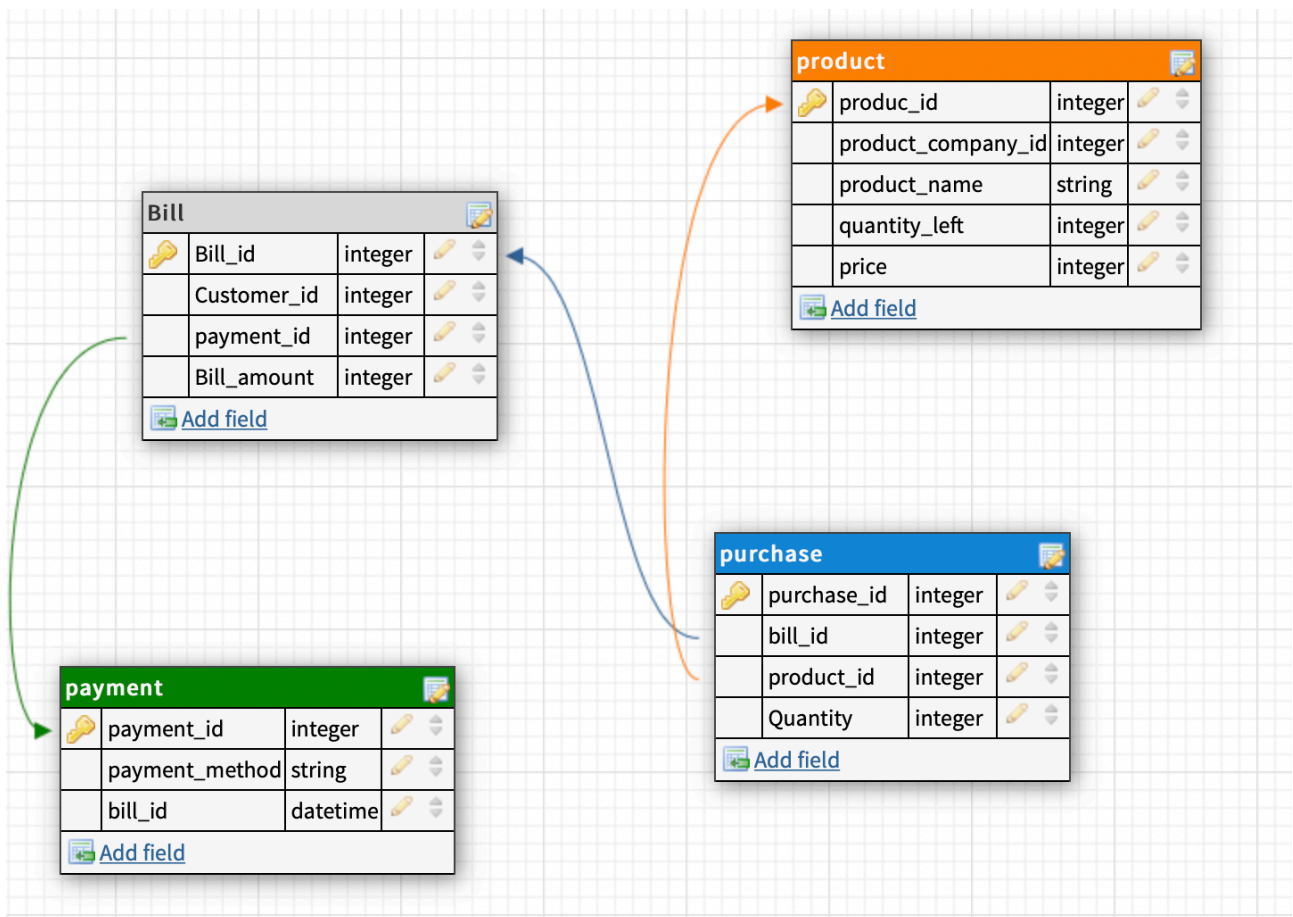 product
produc_id integer
product_company_id integer
product_name string
quantity_left integer
price integer
Add field
Bill
Bill_id integer
Customer_id integer
payment_id integer
Bill_amount integer
Add field
purchase
purchase_id integer
bill_id integer
product_id integer
Quantity integer
Add field
payment
payment_id integer
payment_method string
bill_id datetime
Add field